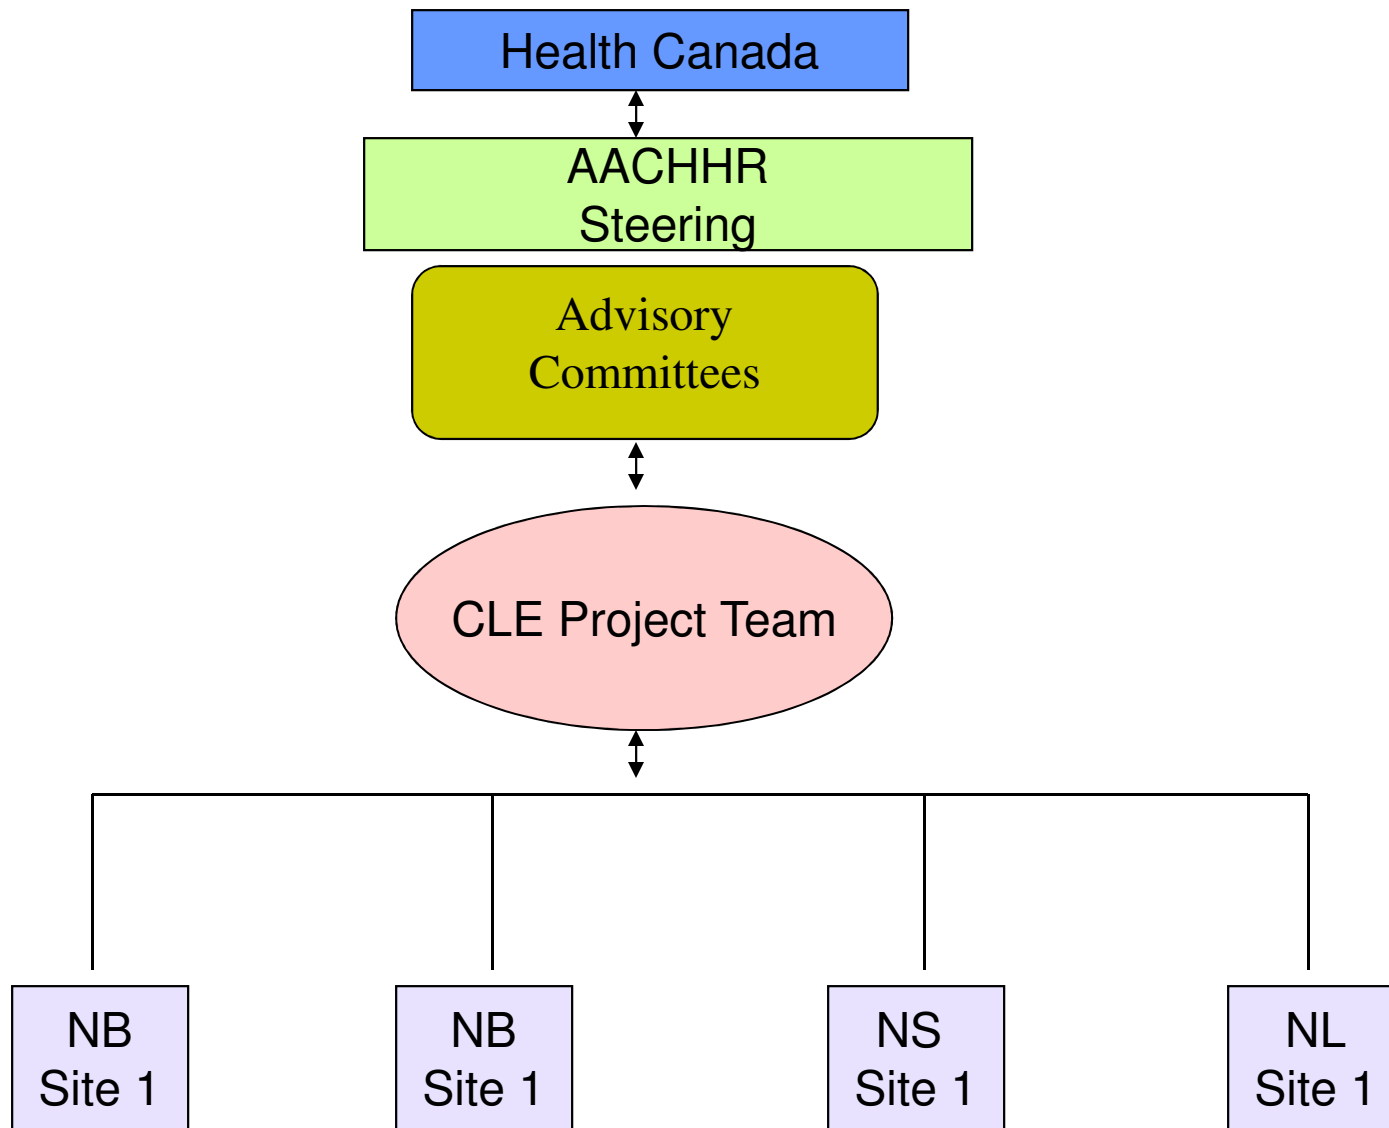 Health Canada
AACHHR
Steering
Advisory
Committees
CLE Project Team
NB
Site 1
NB
Site 1
NS
Site 1
NL
Site 1